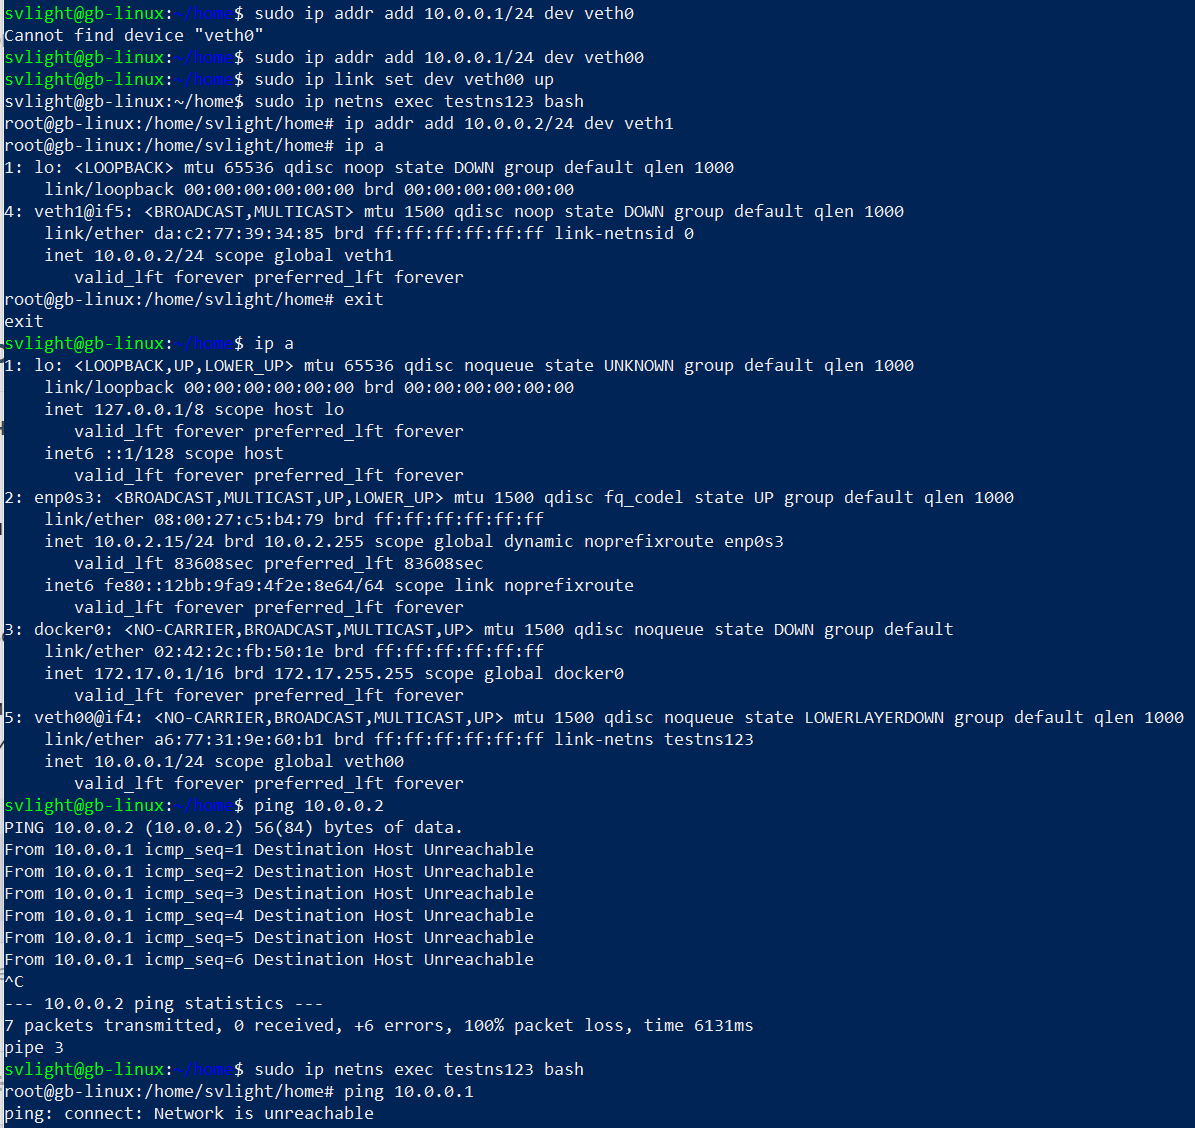 svlight@gb-linux:~/home$ sudo ip addr add 10.0.0.1/24 dev veth0
Cannot find device "veth0"
svlight@gb-linux:~/home$ sudo ip addr add 10.0.0.1/24 dev veth00
svlight@gb-linux:~/home$ sudo ip link set dev veth00 up
svlight@gb-linux:~/home$ sudo ip netns exec testns123 bash
root@gb-linux:/home/svlight/home# ip addr add 10.0.0.2/24 dev veth1
root@gb-linux:/home/svlight/home# ip a
1: lo: <LOOPBACK> mtu 65536 qdisc noop state DOWN group default qlen 1000
    link/loopback 00:00:00:00:00:00 brd 00:00:00:00:00:00
4: veth1@if5: <BROADCAST,MULTICAST> mtu 1500 qdisc noop state DOWN group default qlen 1000
    link/ether da:c2:77:39:34:85 brd ff:ff:ff:ff:ff:ff link-netnsid 0
    inet 10.0.0.2/24 scope global veth1
       valid_lft forever preferred_lft forever
root@gb-linux:/home/svlight/home# exit
exit
svlight@gb-linux:~/home$ ip a
1: lo: <LOOPBACK,UP,LOWER_UP> mtu 65536 qdisc noqueue state UNKNOWN group default qlen 1000
    link/loopback 00:00:00:00:00:00 brd 00:00:00:00:00:00
    inet 127.0.0.1/8 scope host lo
       valid_lft forever preferred_lft forever
    inet6 ::1/128 scope host
       valid_lft forever preferred_lft forever
2: enp0s3: <BROADCAST,MULTICAST,UP,LOWER_UP> mtu 1500 qdisc fq_codel state UP group default qlen 1000
    link/ether 08:00:27:c5:b4:79 brd ff:ff:ff:ff:ff:ff
    inet 10.0.2.15/24 brd 10.0.2.255 scope global dynamic noprefixroute enp0s3
       valid_lft 83608sec preferred_lft 83608sec
    inet6 fe80::12bb:9fa9:4f2e:8e64/64 scope link noprefixroute
       valid_lft forever preferred_lft forever
3: docker0: <NO-CARRIER,BROADCAST,MULTICAST,UP> mtu 1500 qdisc noqueue state DOWN group default
    link/ether 02:42:2c:fb:50:1e brd ff:ff:ff:ff:ff:ff
    inet 172.17.0.1/16 brd 172.17.255.255 scope global docker0
       valid_lft forever preferred_lft forever
5: veth00@if4: <NO-CARRIER,BROADCAST,MULTICAST,UP> mtu 1500 qdisc noqueue state LOWERLAYERDOWN group default qlen 1000
    link/ether a6:77:31:9e:60:b1 brd ff:ff:ff:ff:ff:ff link-netns testns123
    inet 10.0.0.1/24 scope global veth00
       valid_lft forever preferred_lft forever
svlight@gb-linux:~/home$ ping 10.0.0.2
PING 10.0.0.2 (10.0.0.2) 56(84) bytes of data.
From 10.0.0.1 icmp_seq=1 Destination Host Unreachable
From 10.0.0.1 icmp_seq=2 Destination Host Unreachable
From 10.0.0.1 icmp_seq=3 Destination Host Unreachable
From 10.0.0.1 icmp_seq=4 Destination Host Unreachable
From 10.0.0.1 icmp_seq=5 Destination Host Unreachable
From 10.0.0.1 icmp_seq=6 Destination Host Unreachable
^C
--- 10.0.0.2 ping statistics ---
7 packets transmitted, 0 received, +6 errors, 100% packet loss, time 6131ms
pipe 3
svlight@gb-linux:~/home$ sudo ip netns exec testns123 bash
root@gb-linux:/home/svlight/home# ping 10.0.0.1
ping: connect: Network is unreachable